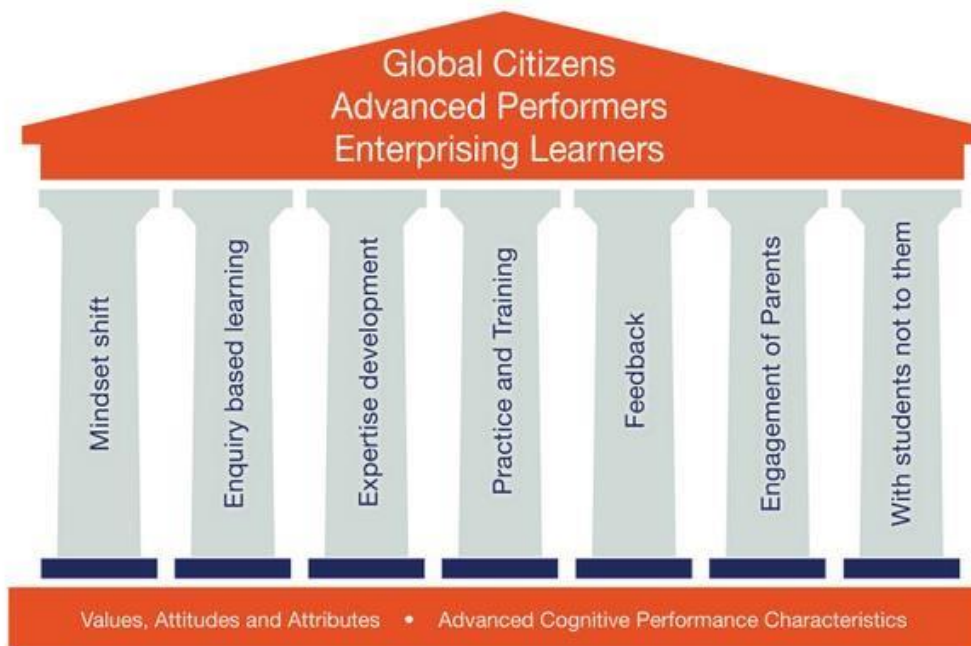 Global Citizens
Advanced Performers
Enterprising Learners
Mindset shift
Enquiry based learning
Expertise development
Practice and Training
Feedback
Engagement of Parents
With students not to them
Values, Attitudes and Attributes • Advanced Cognitive Performance Characteristics